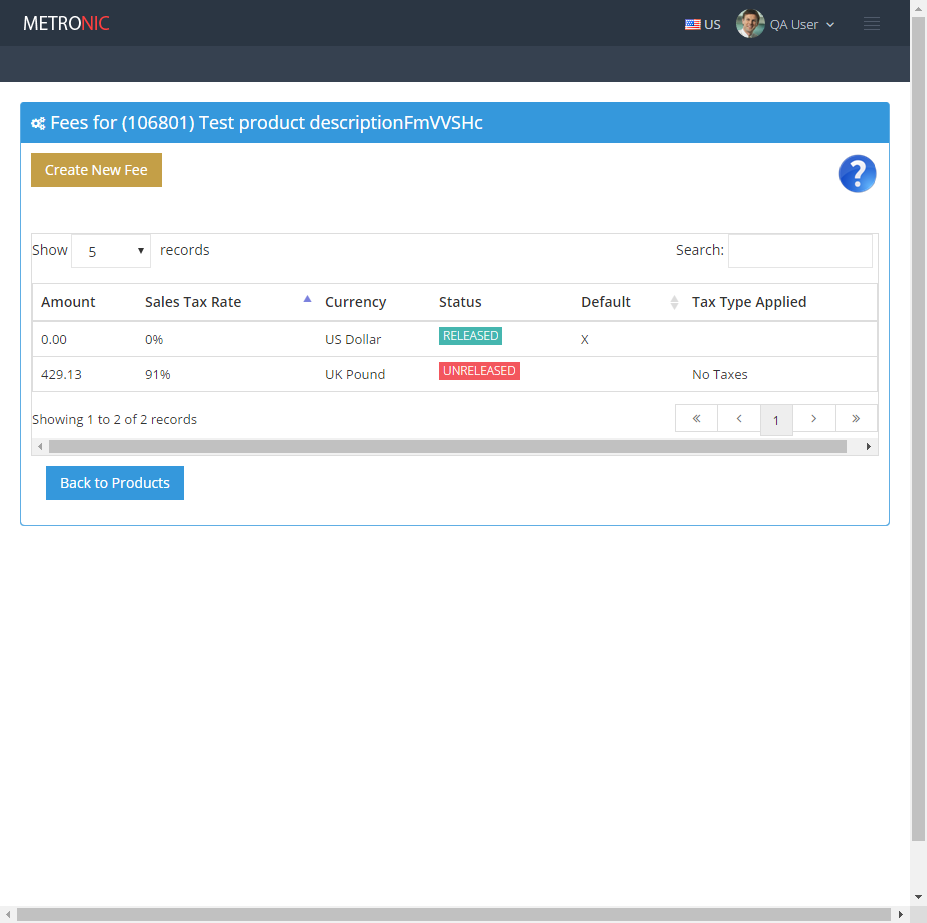 METRONIC
US QA User
Fees for (106801) Test product descriptionFmVVSHc
Create New Fee
?
Show 5 records Search:
Amount Sales Tax Rate Currency Status Default Tax Type Applied
0.00 0% US Dollar RELEASED X
429.13 91% UK Pound UNRELEASED No Taxes
Showing 1 to 2 of 2 records « ‹ 1 › »
Back to Products